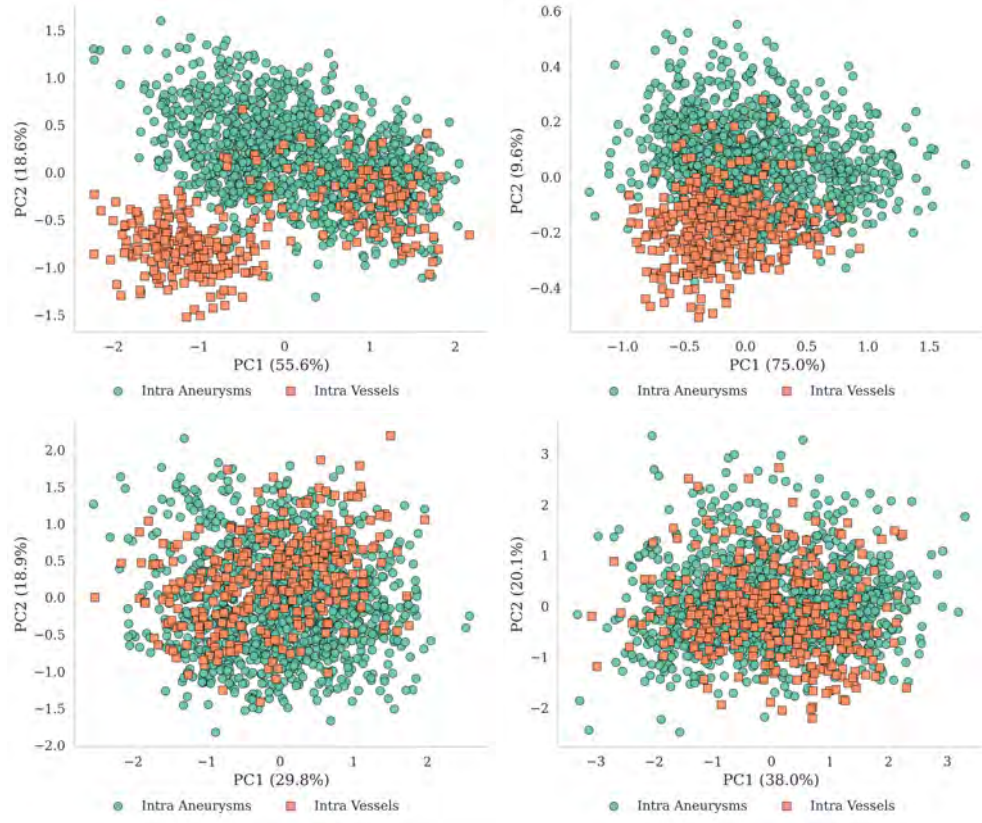 1.5
1.0
0.5
0.0
−0.5
−1.0
−1.5
PC2 (18.6%)
−2 −1 0 1 2
PC1 (55.6%)
Intra Aneurysms Intra Vessels
0.6
0.4
0.2
0.0
−0.2
−0.4
PC2 (9.6%)
−1.0 −0.5 0.0 0.5 1.0 1.5
PC1 (75.0%)
Intra Aneurysms Intra Vessels
2.0
1.5
1.0
0.5
0.0
−0.5
−1.0
−1.5
−2.0
PC2 (18.9%)
−2 −1 0 1 2
PC1 (29.8%)
Intra Aneurysms Intra Vessels
3
2
1
0
−1
−2
PC2 (20.1%)
−3 −2 −1 0 1 2 3
PC1 (38.0%)
Intra Aneurysms Intra Vessels